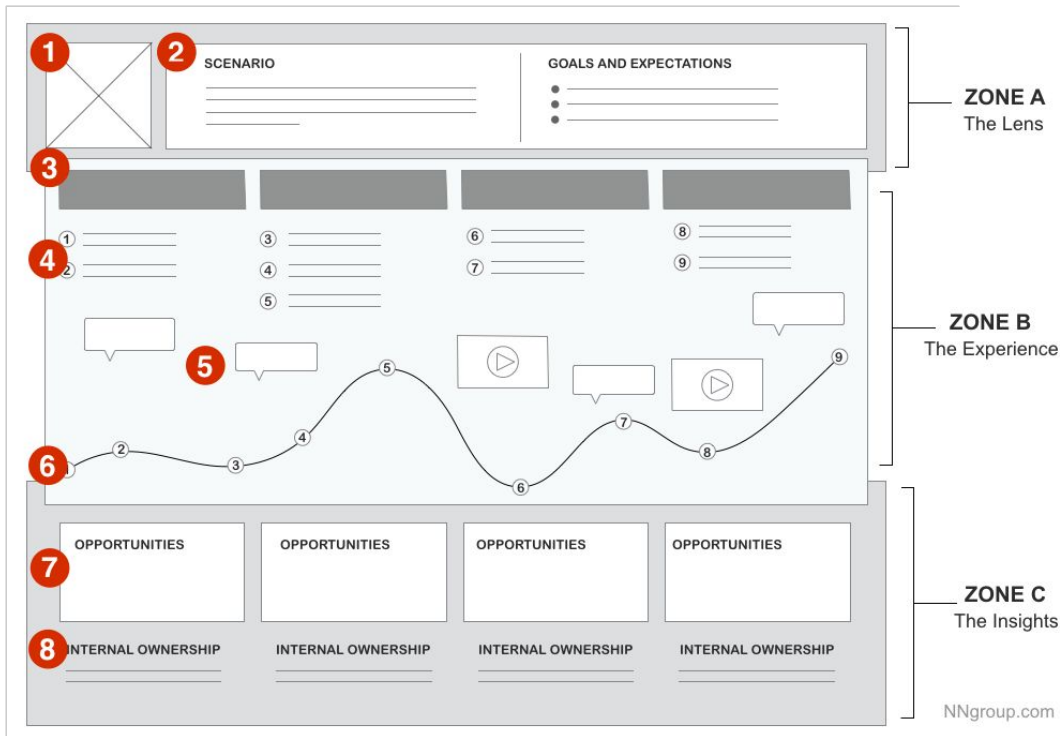 1
2
SCENARIO
GOALS AND EXPECTATIONS
ZONE A
The Lens
3
4
1
2
3
4
5
6
7
8
9
5
ZONE B
The Experience
6
1
2
3
4
5
6
7
8
9
7
OPPORTUNITIES
OPPORTUNITIES
OPPORTUNITIES
OPPORTUNITIES
ZONE C
The Insights
8
INTERNAL OWNERSHIP
INTERNAL OWNERSHIP
INTERNAL OWNERSHIP
INTERNAL OWNERSHIP
NNgroup.com